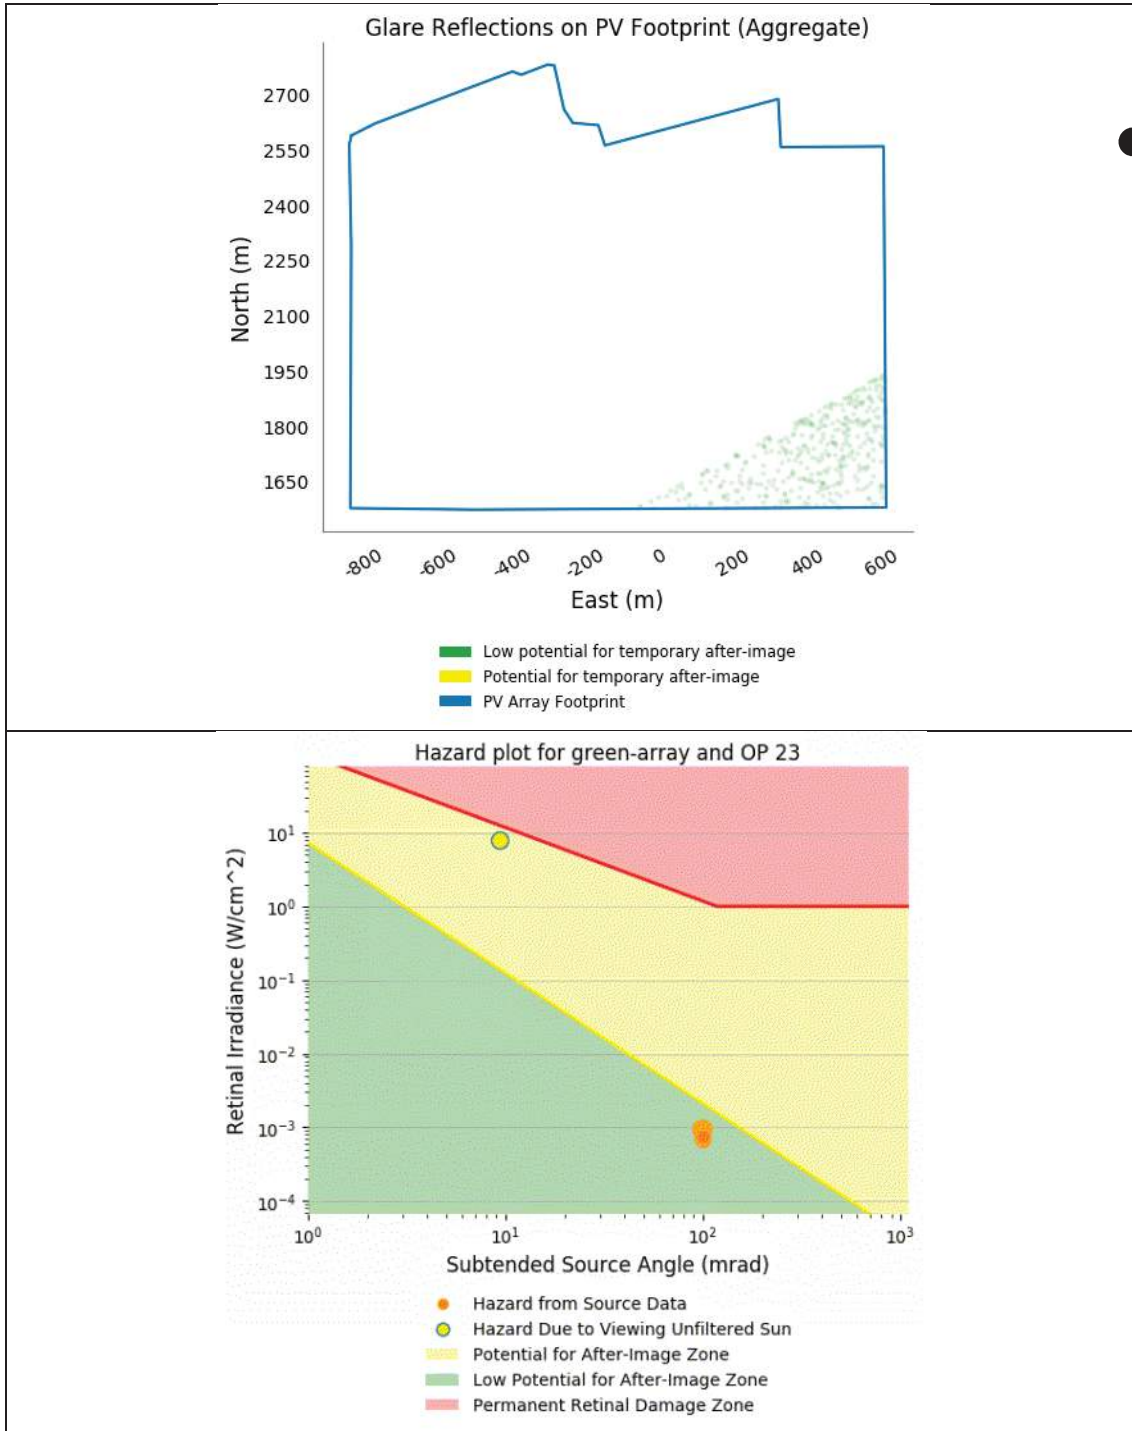 Glare Reflections on PV Footprint (Aggregate)
2700
2550
2400
2250
2100
1950
1800
1650
North (m)
-800 -600 -400 -200 0 200 400 600
East (m)
Low potential for temporary after-image
Potential for temporary after-image
PV Array Footprint
Hazard plot for green-array and OP 23
10^1
10^0
10^-1
10^-2
10^-3
10^-4
Retinal Irradiance (W/cm^2)
10^0 10^1 10^2 10^3
Subtended Source Angle (mrad)
Hazard from Source Data
Hazard Due to Viewing Unfiltered Sun
Potential for After-Image Zone
Low Potential for After-Image Zone
Permanent Retinal Damage Zone